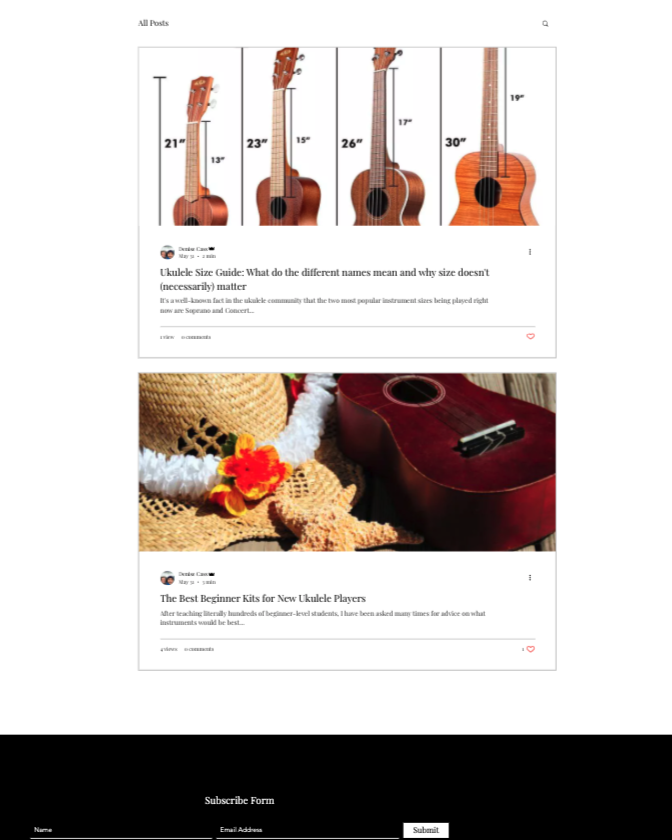 All Posts
21"
13"
23"
15"
26"
17"
30"
19"
Denise Cass
May 31 • 2 min
Ukulele Size Guide: What do the different names mean and why size doesn't
(necessarily) matter
It's a well-known fact in the ukulele community that the two most popular instrument sizes being played right
now are Soprano and Concert...
1 view 0 comments
May 31 • 3 min
The Best Beginner Kits for New Ukulele Players
After teaching literally hundreds of beginner-level students, I have been asked many times for advice on what
instruments would be best...
4 views 0 comments
1
Subscribe Form
Name
Email Address
Submit